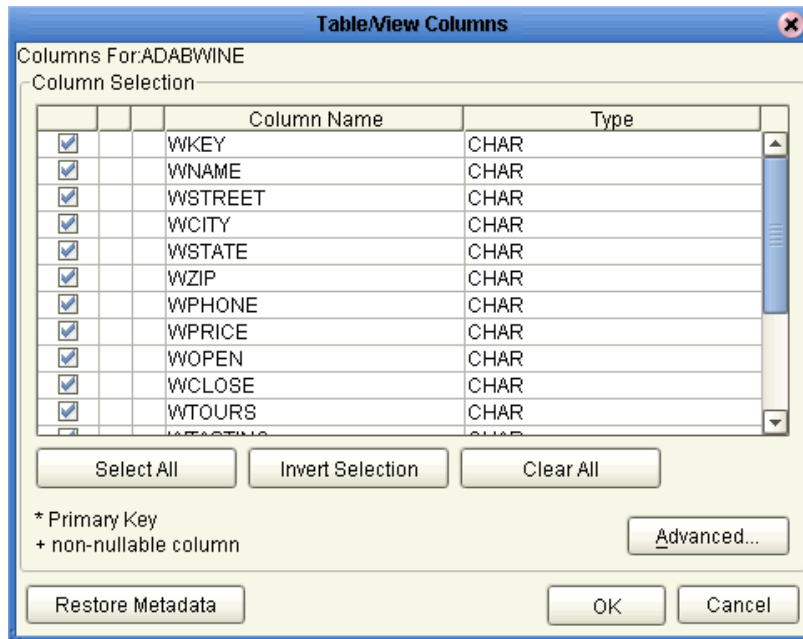 Table/View Columns
Columns For:ADABWINE
Column Selection
Column Name Type
WKEY CHAR
WNAME CHAR
WSTREET CHAR
WCITY CHAR
WSTATE CHAR
WZIP CHAR
WPHONE CHAR
WPRICE CHAR
WOPEN CHAR
WCLOSE CHAR
WTOURS CHAR
Select All Invert Selection Clear All
* Primary Key
+ non-nullable column
Advanced...
Restore Metadata OK Cancel